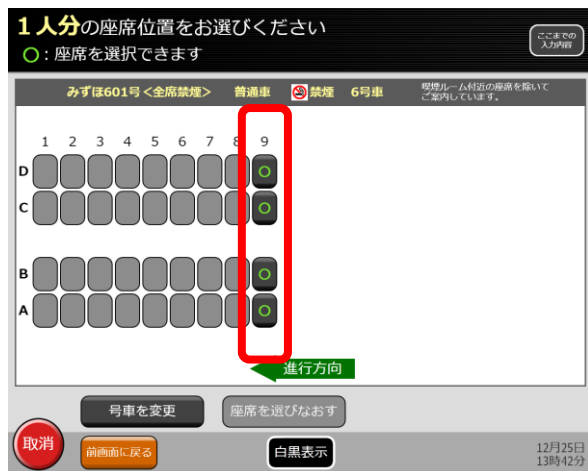 1人分の座席位置をお選びください
○：座席を選択できます
ここまでの
入力内容
みずほ601号<全席禁煙> 普通車 禁煙 6号車
喫煙ルーム付近の座席を除いて
ご案内しています。
1 2 3 4 5 6 7 8 9
D ○
C ○
B ○
A ○
進行方向
号車を変更 座席を選びなおす
取消 前画面に戻る 白黒表示
12月25日
13時42分